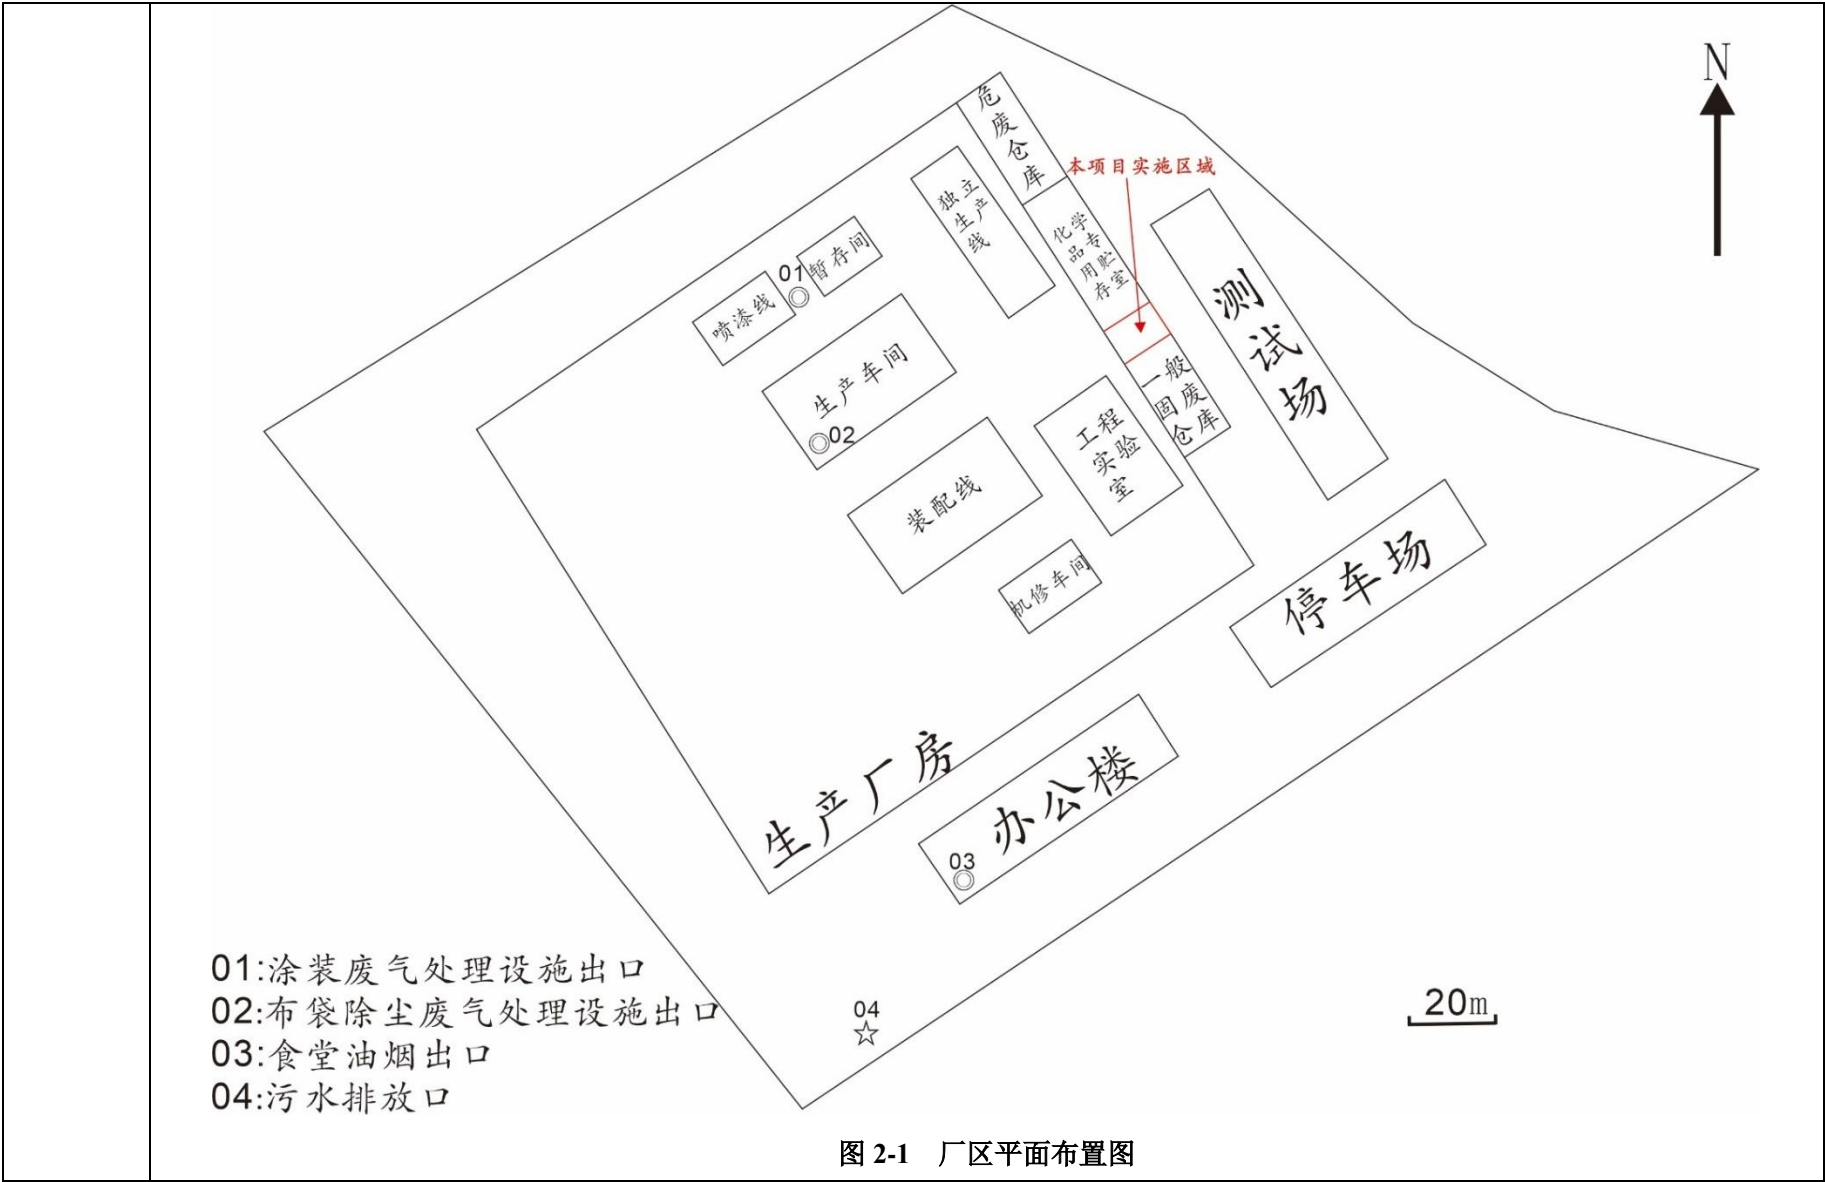 N
危废仓库
本项目实施区域
独立
生产
线
化学
品专
用贮
存室
暂存间
01
喷漆线
测试场
生产车间
02
一般
固废
仓库
工程
实验
室
装配线
机修车间
停车场
生产厂房
办公楼
03
01:涂装废气处理设施出口
02:布袋除尘废气处理设施出口
03:食堂油烟出口
04:污水排放口
04
20m
图 2-1 厂区平面布置图